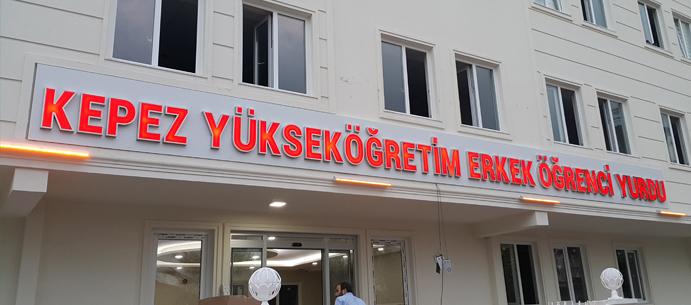 KEPEZ YÜKSEKÖĞRETİM ERKEK ÖĞRENCİ YURDU